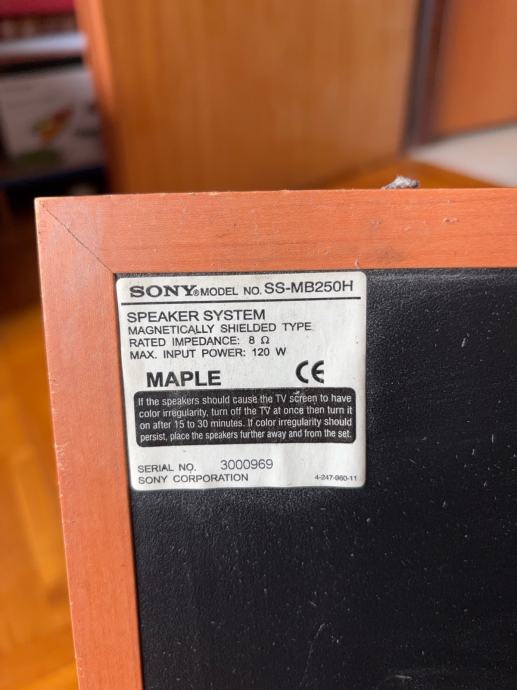 SONY® MODEL NO. SS-MB250H
SPEAKER SYSTEM
MAGNETICALLY SHIELDED TYPE
RATED IMPEDANCE: 8 Ω
MAX. INPUT POWER: 120 W
MAPLE CE
If the speakers should cause the TV screen to have
color irregularity, turn off the TV at once then turn it
on after 15 to 30 minutes. If color irregularity should
persist, place the speakers further away and from the set.
SERIAL NO. 3000969
SONY CORPORATION 4-247-960-11